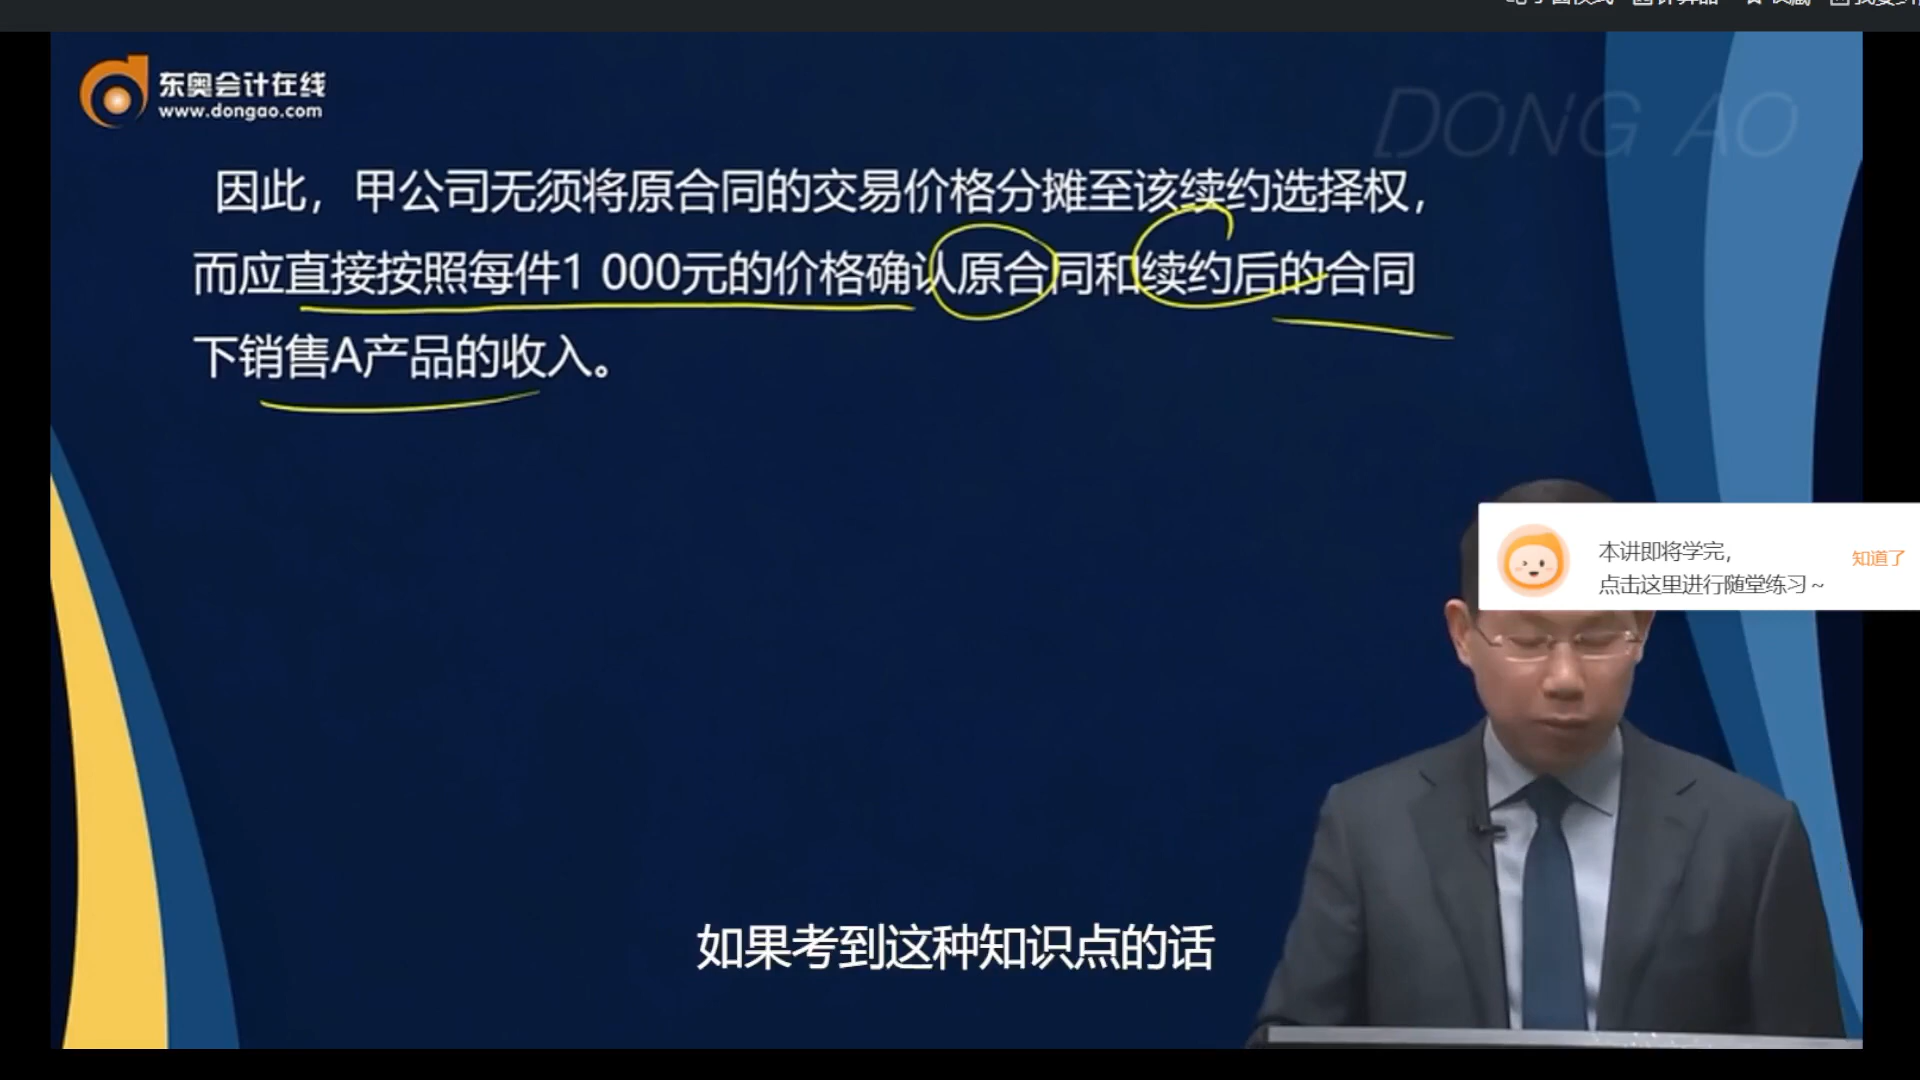 东奥会计在线
www.dongao.com
DONG AO
因此，甲公司无须将原合同的交易价格分摊至该续约选择权，
而应直接按照每件1 000元的价格确认原合同和续约后的合同
下销售A产品的收入。
本讲即将学完，
点击这里进行随堂练习～
知道了
如果考到这种知识点的话